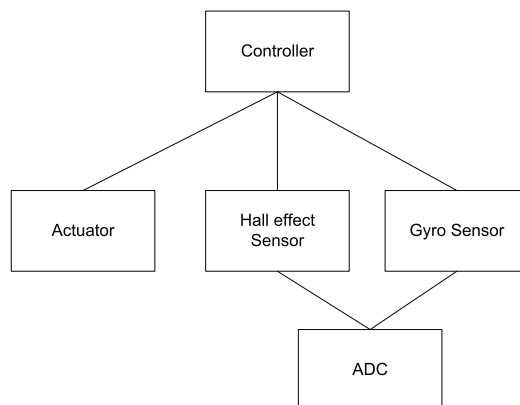 Controller
Actuator
Hall effect
Sensor
Gyro Sensor
ADC